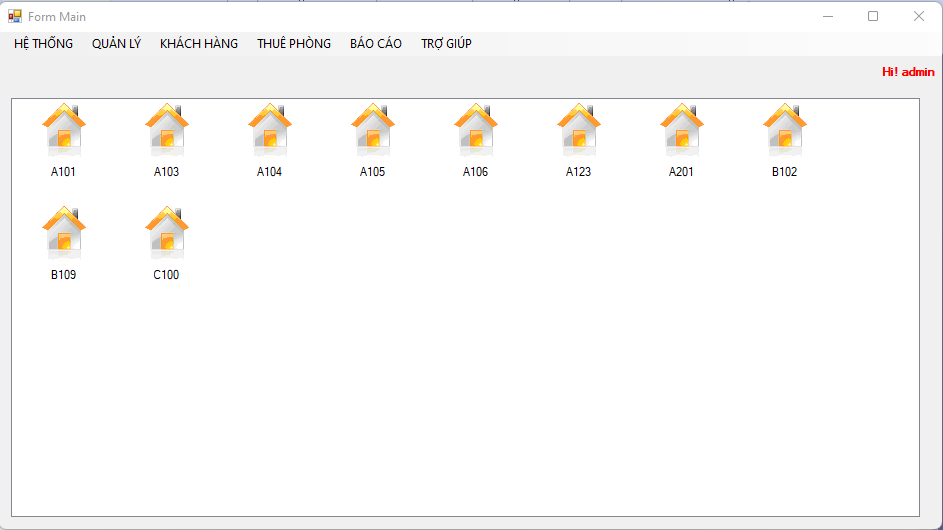 Form Main
HỆ THỐNG QUẢN LÝ KHÁCH HÀNG THUÊ PHÒNG BÁO CÁO TRỢ GIÚP
Hi! admin
A101 A103 A104 A105 A106 A123 A201 B102
B109 C100